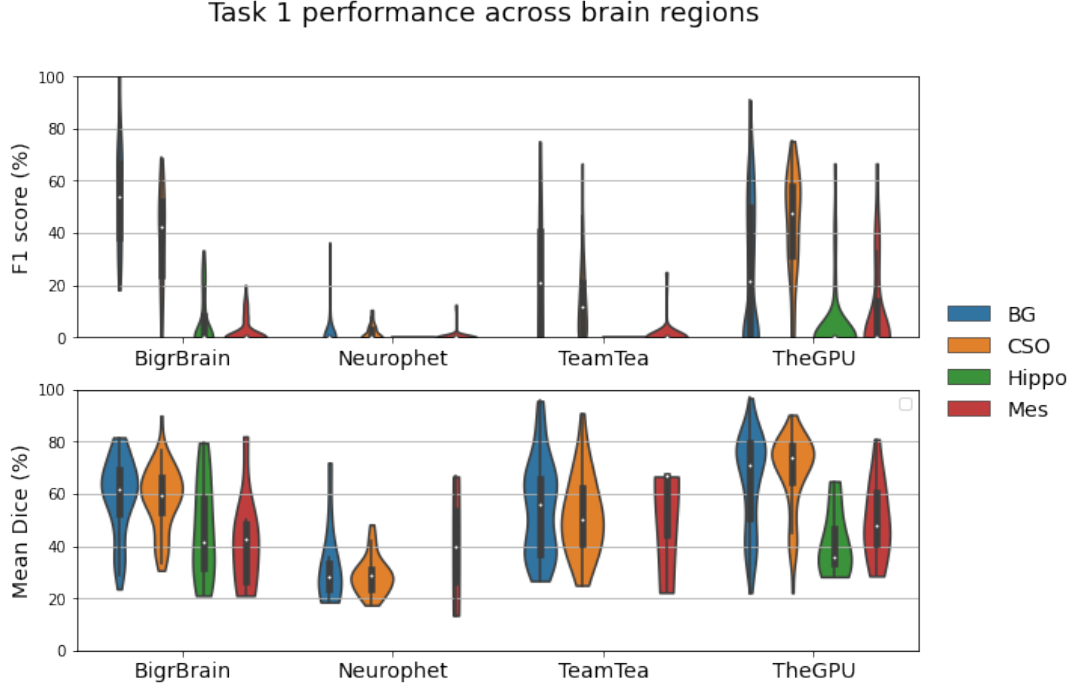 Task 1 performance across brain regions
F1 score (%)
100
80
60
40
20
0
BigrBrain Neurophet TeamTea TheGPU
BG
CSO
Hippo
Mes
Mean Dice (%)
100
80
60
40
20
0
BigrBrain Neurophet TeamTea TheGPU